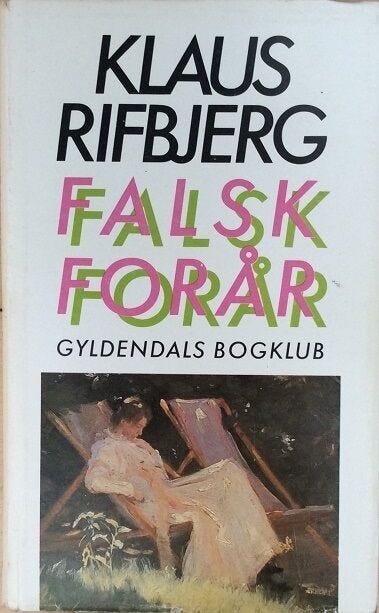 KLAUS
RIFBJERG
FALSK
FORÅR
GYLDENDALS BOGKLUB